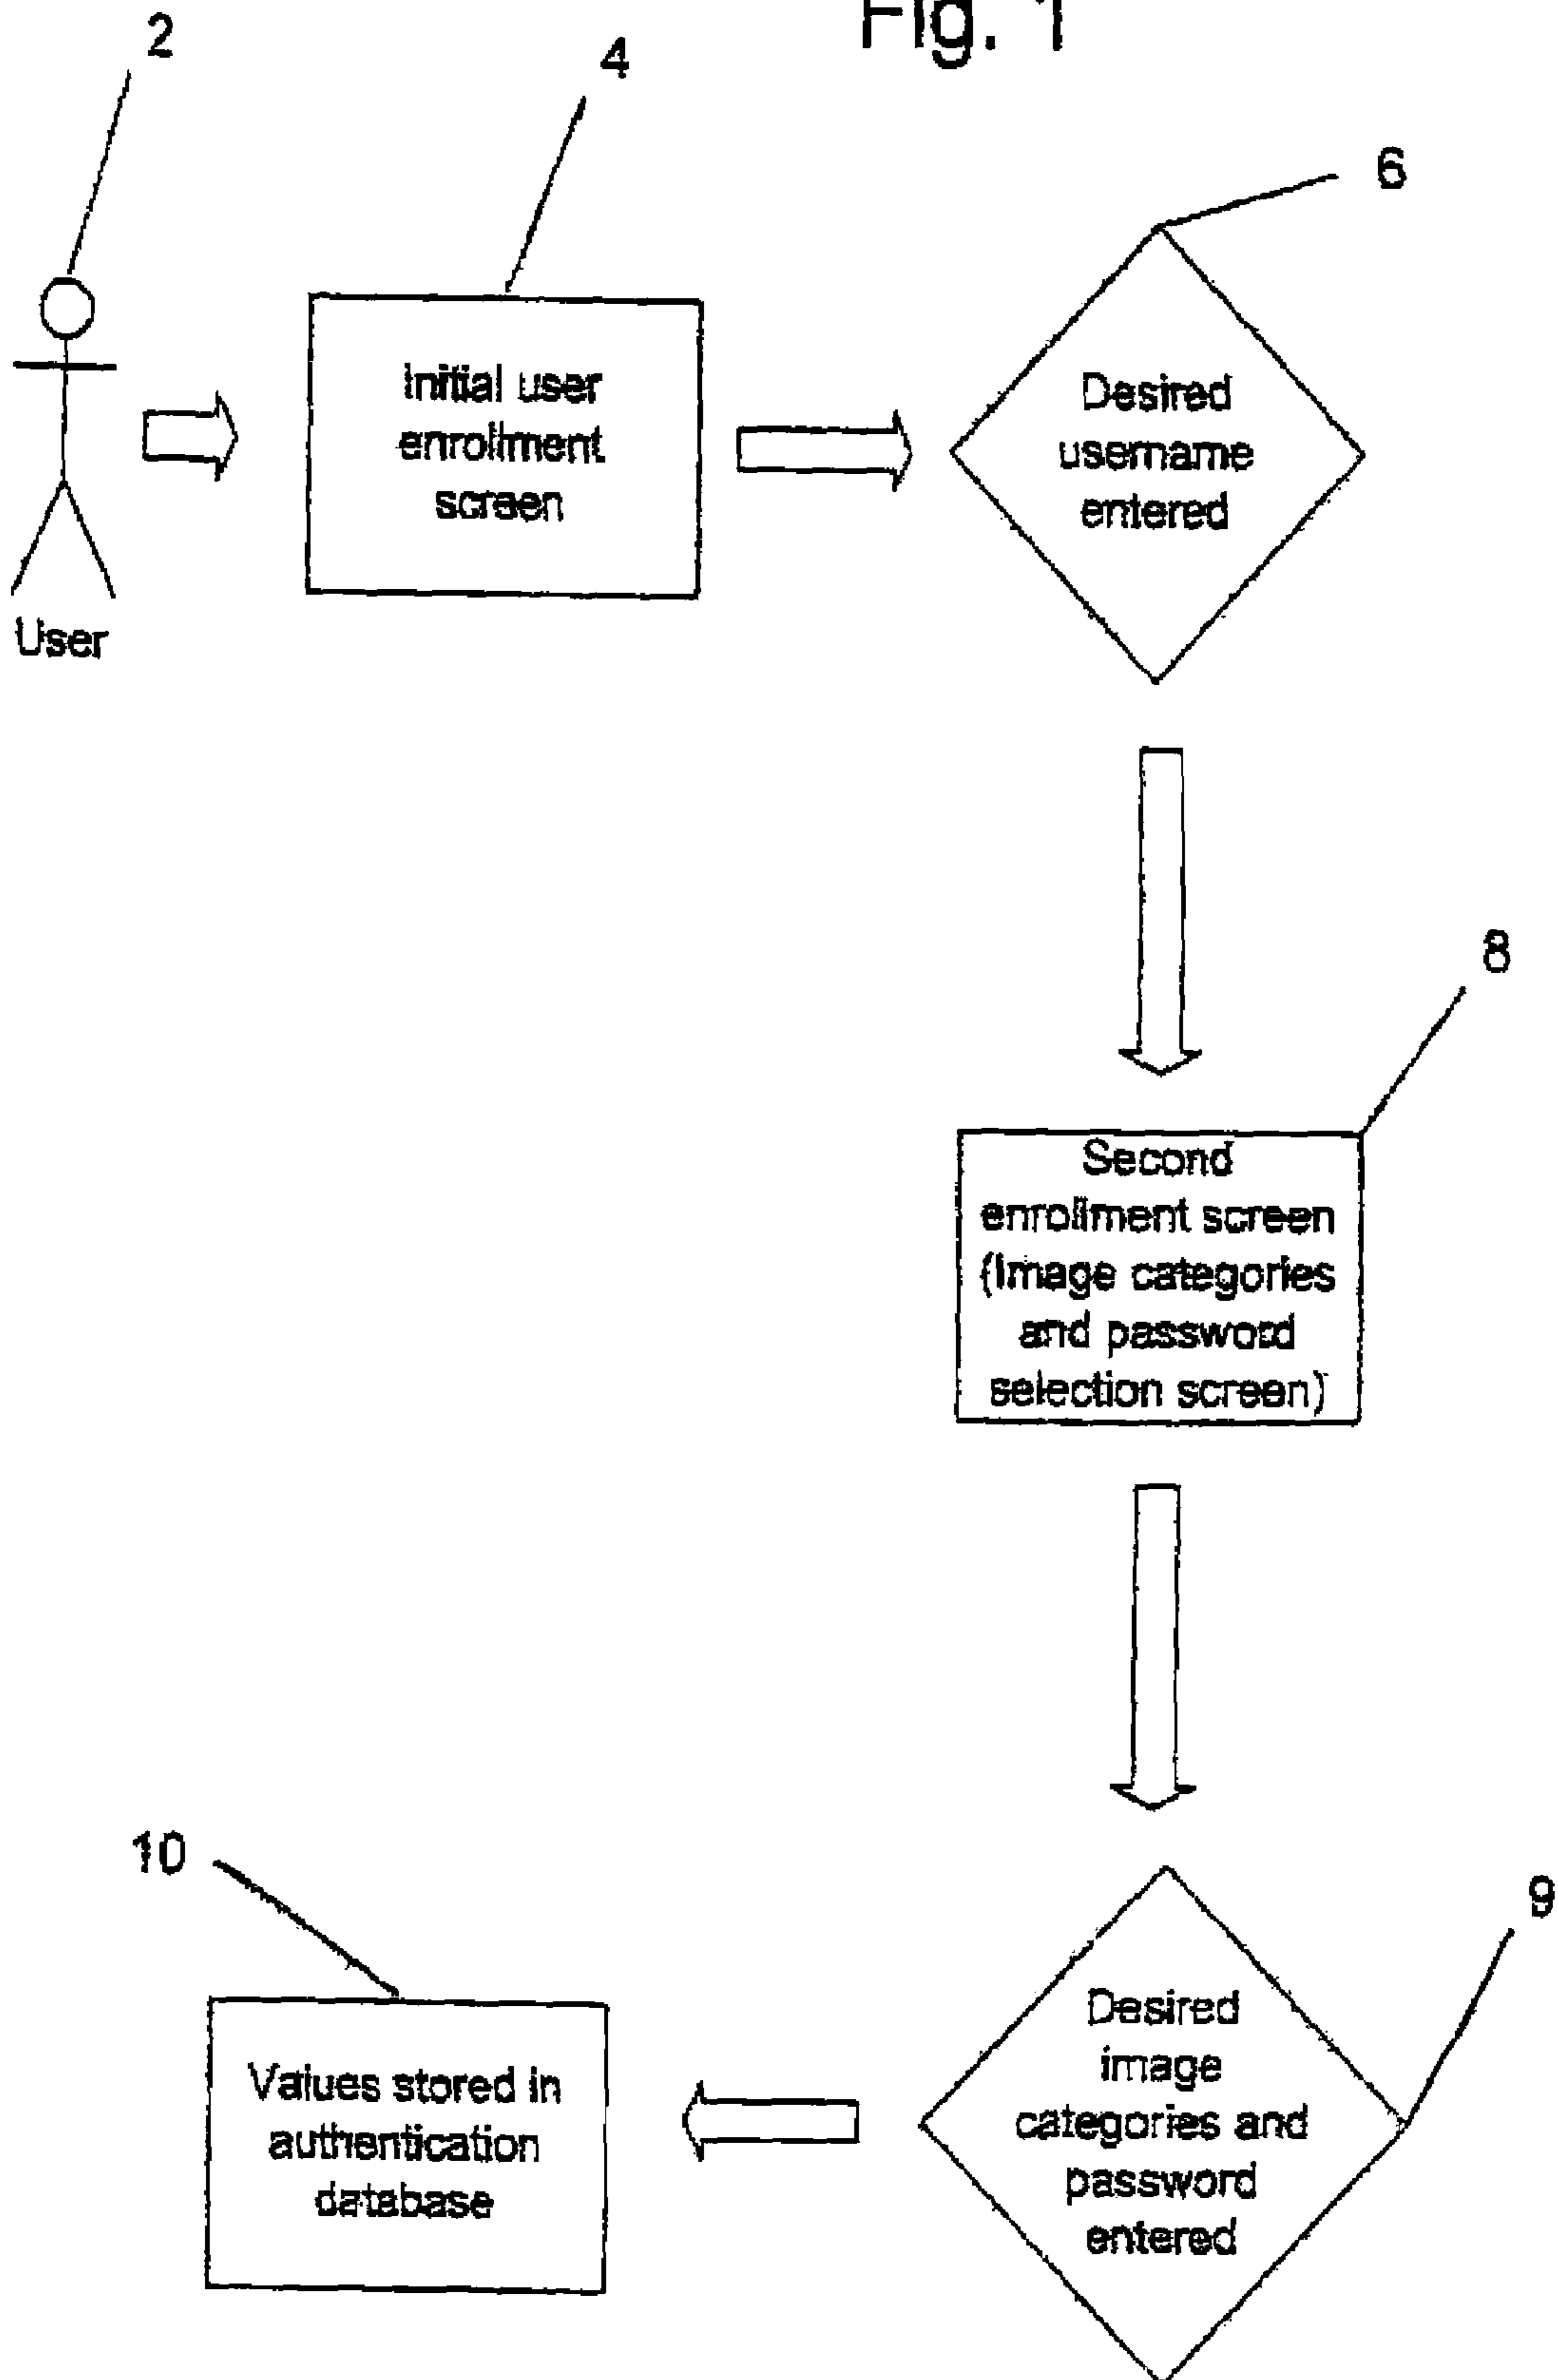 Fig. 1
2
4
6
Initial user
enrollment
screen
Desired
username
entered
User
8
Second
enrollment screen
(Image categories
and password
selection screen)
10
9
Values stored in
authentication
database
Desired
image
categories and
password
entered